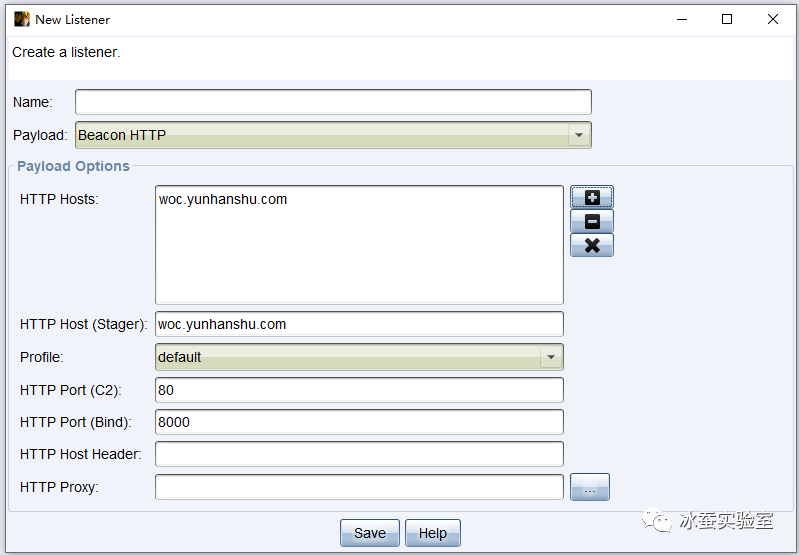 New Listener
Create a listener.
Name:
Payload: Beacon HTTP
Payload Options
HTTP Hosts: woc.yunhanshu.com
HTTP Host (Stager): woc.yunhanshu.com
Profile: default
HTTP Port (C2): 80
HTTP Port (Bind): 8000
HTTP Host Header:
HTTP Proxy: ...
Save Help
冰蚕实验室